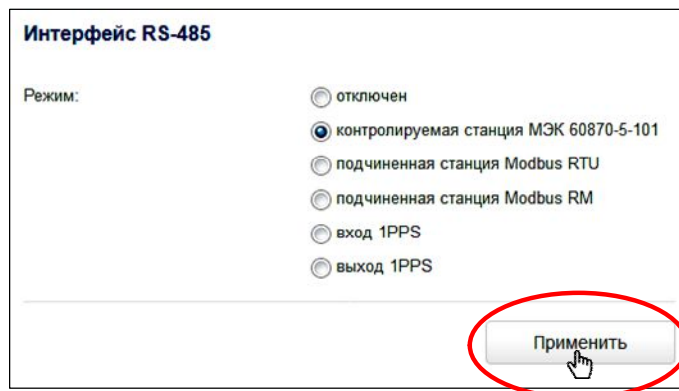 Интерфейс RS-485
Режим:
отключен
контролируемая станция МЭК 60870-5-101
подчиненная станция Modbus RTU
подчиненная станция Modbus RM
вход 1PPS
выход 1PPS
Применить